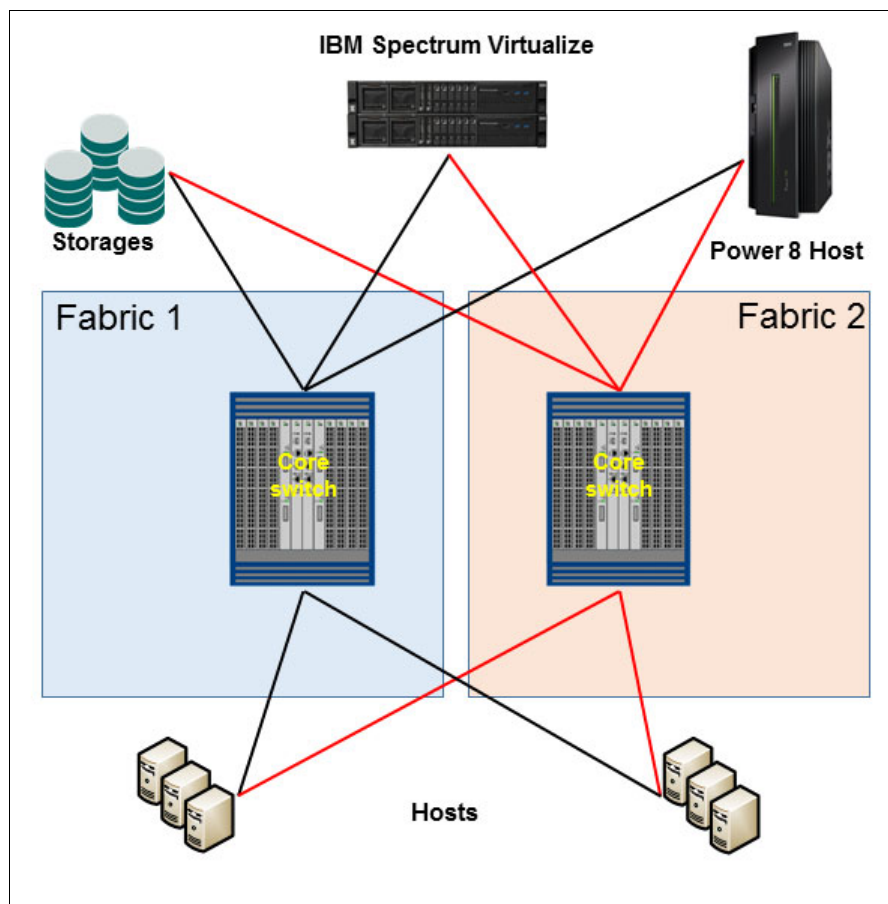 IBM Spectrum Virtualize
Storages
Power 8 Host
Fabric 1
Fabric 2
Core
switch
Core
switch
Hosts